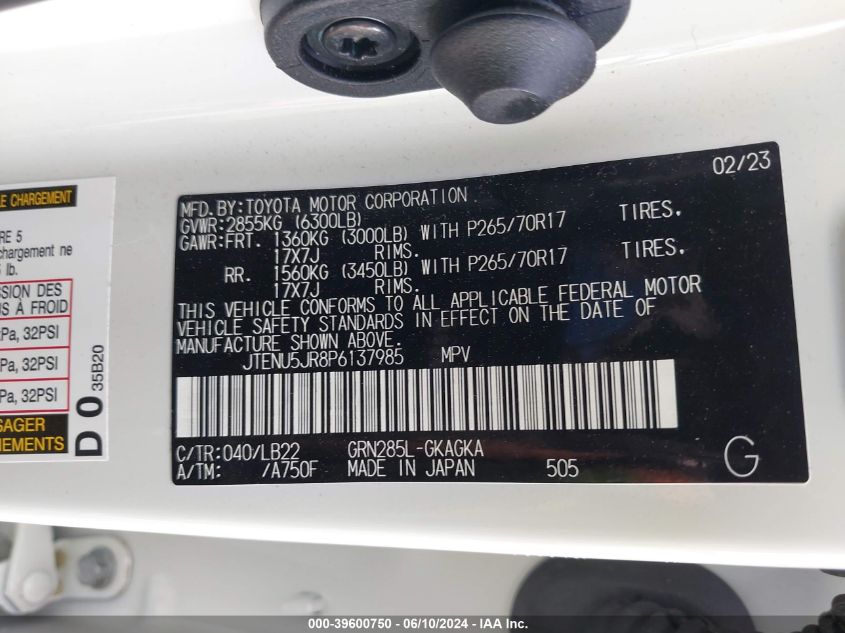 LE CHARGEMENT
RE 5
chargement ne
lb.
SSION DES
S À FROID
Pa, 32PSI
Pa, 32PSI
Pa, 32PSI
SAGER
NEMENTS
D 0 35B20
02/23
MFD. BY: TOYOTA MOTOR CORPORATION
GVWR: 2855KG (6300LB)
GAWR: FRT. 1360KG (3000LB) WITH P265/70R17 TIRES.
17X7J RIMS.
RR. 1560KG (3450LB) WITH P265/70R17 TIRES.
17X7J RIMS.
THIS VEHICLE CONFORMS TO ALL APPLICABLE FEDERAL MOTOR
VEHICLE SAFETY STANDARDS IN EFFECT ON THE DATE OF
MANUFACTURE SHOWN ABOVE.
JTENU5JR8P6137985 MPV
C/TR: 040/LB22 GRN285L-GKAGKA
A/TM: /A750F MADE IN JAPAN 505
G
000-39600750 - 06/10/2024 - IAA Inc.